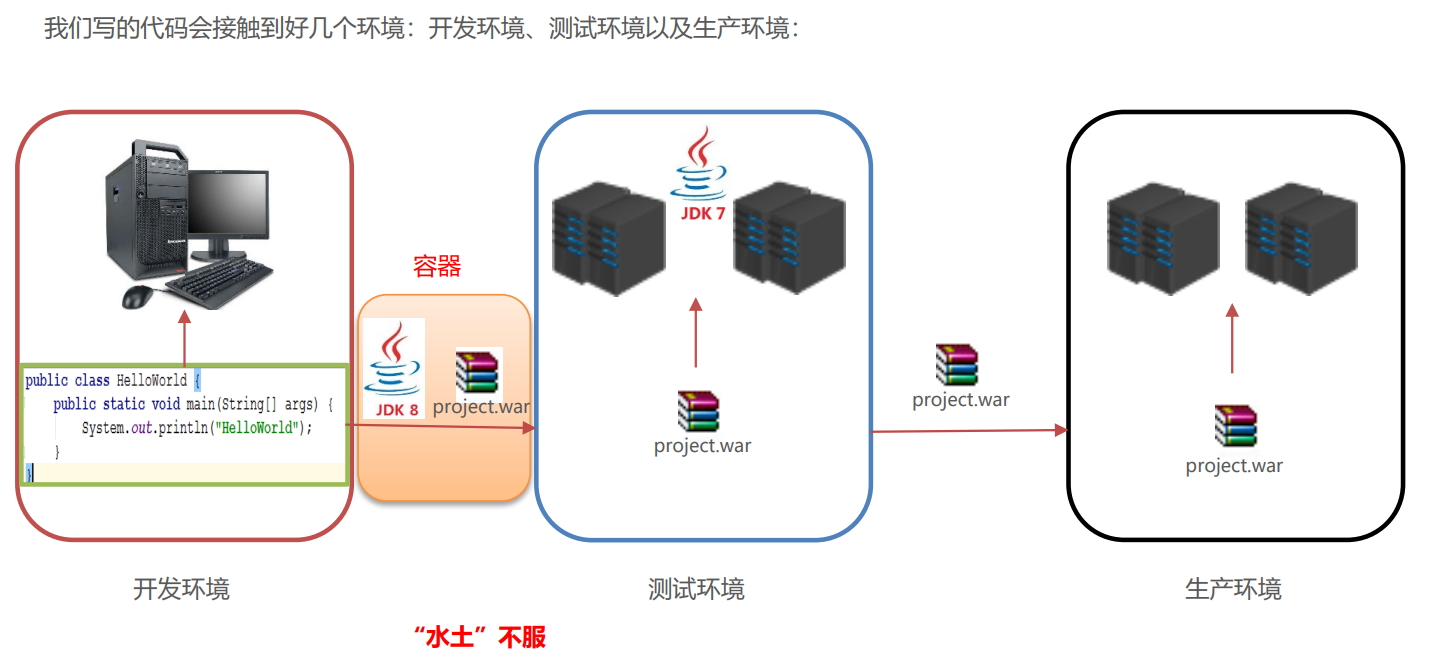 我们写的代码会接触到好几个环境：开发环境、测试环境以及生产环境：
JDK 7
容器
JDK 8
project.war
public class HelloWorld {
public static void main(String[] args) {
System.out.println("HelloWorld");
}
}
project.war
project.war
project.war
开发环境
测试环境
生产环境
“水土”不服